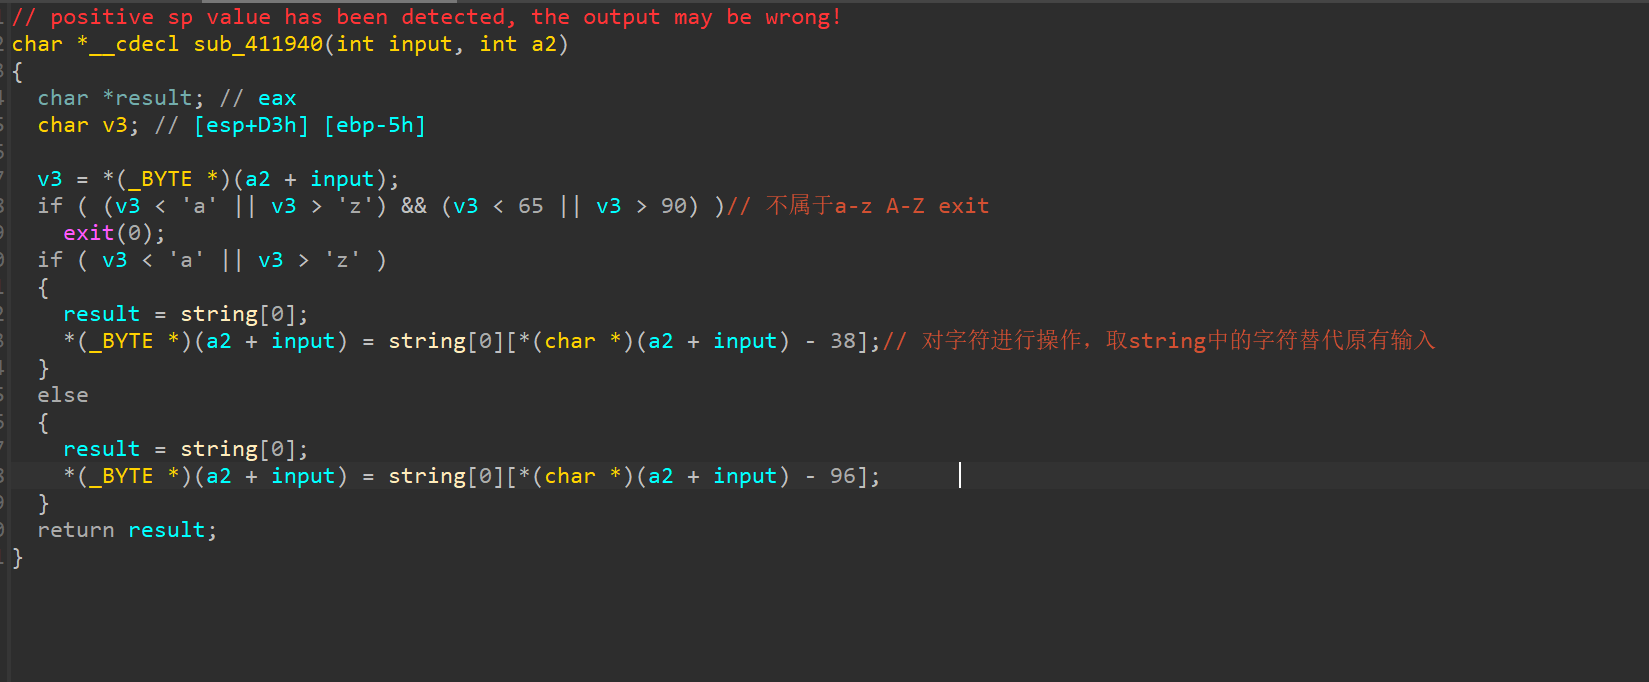 // positive sp value has been detected, the output may be wrong!
char *__cdecl sub_411940(int input, int a2)
{
  char *result; // eax
  char v3; // [esp+D3h] [ebp-5h]
  v3 = *(_BYTE *)(a2 + input);
  if ( (v3 < 'a' || v3 > 'z') && (v3 < 65 || v3 > 90) )// 不属于a-z A-Z exit
    exit(0);
  if ( v3 < 'a' || v3 > 'z' )
  {
    result = string[0];
    *(_BYTE *)(a2 + input) = string[0][*(char *)(a2 + input) - 38];// 对字符进行操作，取string中的字符替代原有输入
  }
  else
  {
    result = string[0];
    *(_BYTE *)(a2 + input) = string[0][*(char *)(a2 + input) - 96];
  }
  return result;
}